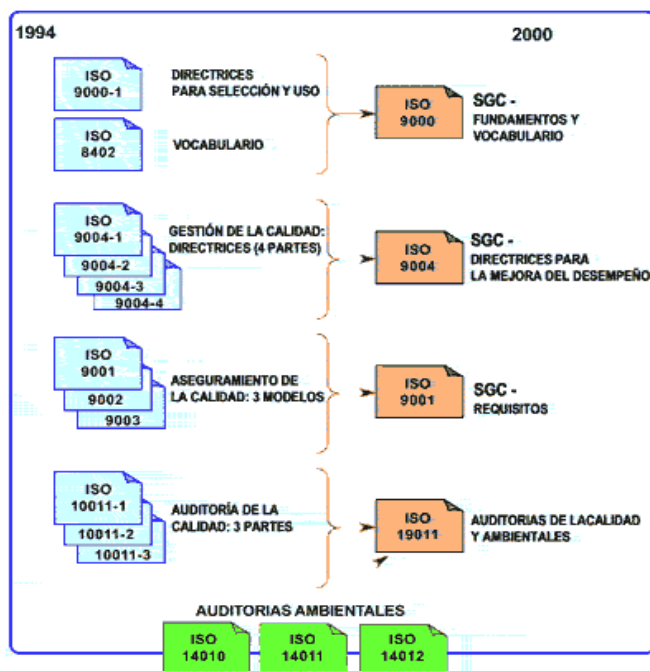 1994
2000
ISO
9000-1
DIRECTRICES
PARA SELECCIÓN Y USO
ISO
8402
VOCABULARIO
ISO
9000
SGC -
FUNDAMENTOS Y
VOCABULARIO
ISO
9004-1
9004-2
9004-3
9004-4
GESTIÓN DE LA CALIDAD:
DIRECTRICES (4 PARTES)
ISO
9004
SGC -
DIRECTRICES PARA
LA MEJORA DEL DESEMPEÑO
ISO
9001
9002
9003
ASEGURAMIENTO DE
LA CALIDAD: 3 MODELOS
ISO
9001
SGC -
REQUISITOS
ISO
10011-1
10011-2
10011-3
AUDITORÍA DE LA
CALIDAD: 3 PARTES
ISO
19011
AUDITORIAS DE LACALIDAD
Y AMBIENTALES
AUDITORIAS AMBIENTALES
ISO
14010
ISO
14011
ISO
14012